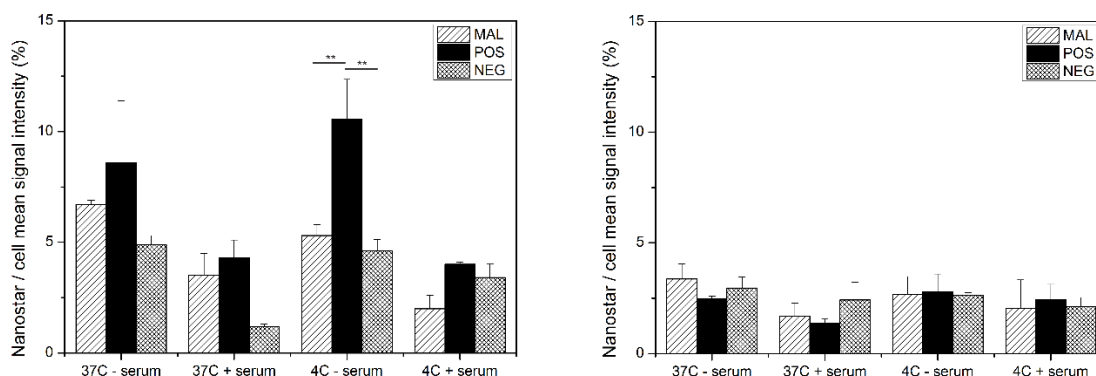 Nanostar / cell mean signal intensity (%)
15
10
5
0
MAL
POS
NEG
**
**
37C - serum
37C + serum
4C - serum
4C + serum
Nanostar / cell mean signal intensity (%)
15
10
5
0
MAL
POS
NEG
37C - serum
37C + serum
4C - serum
4C + serum